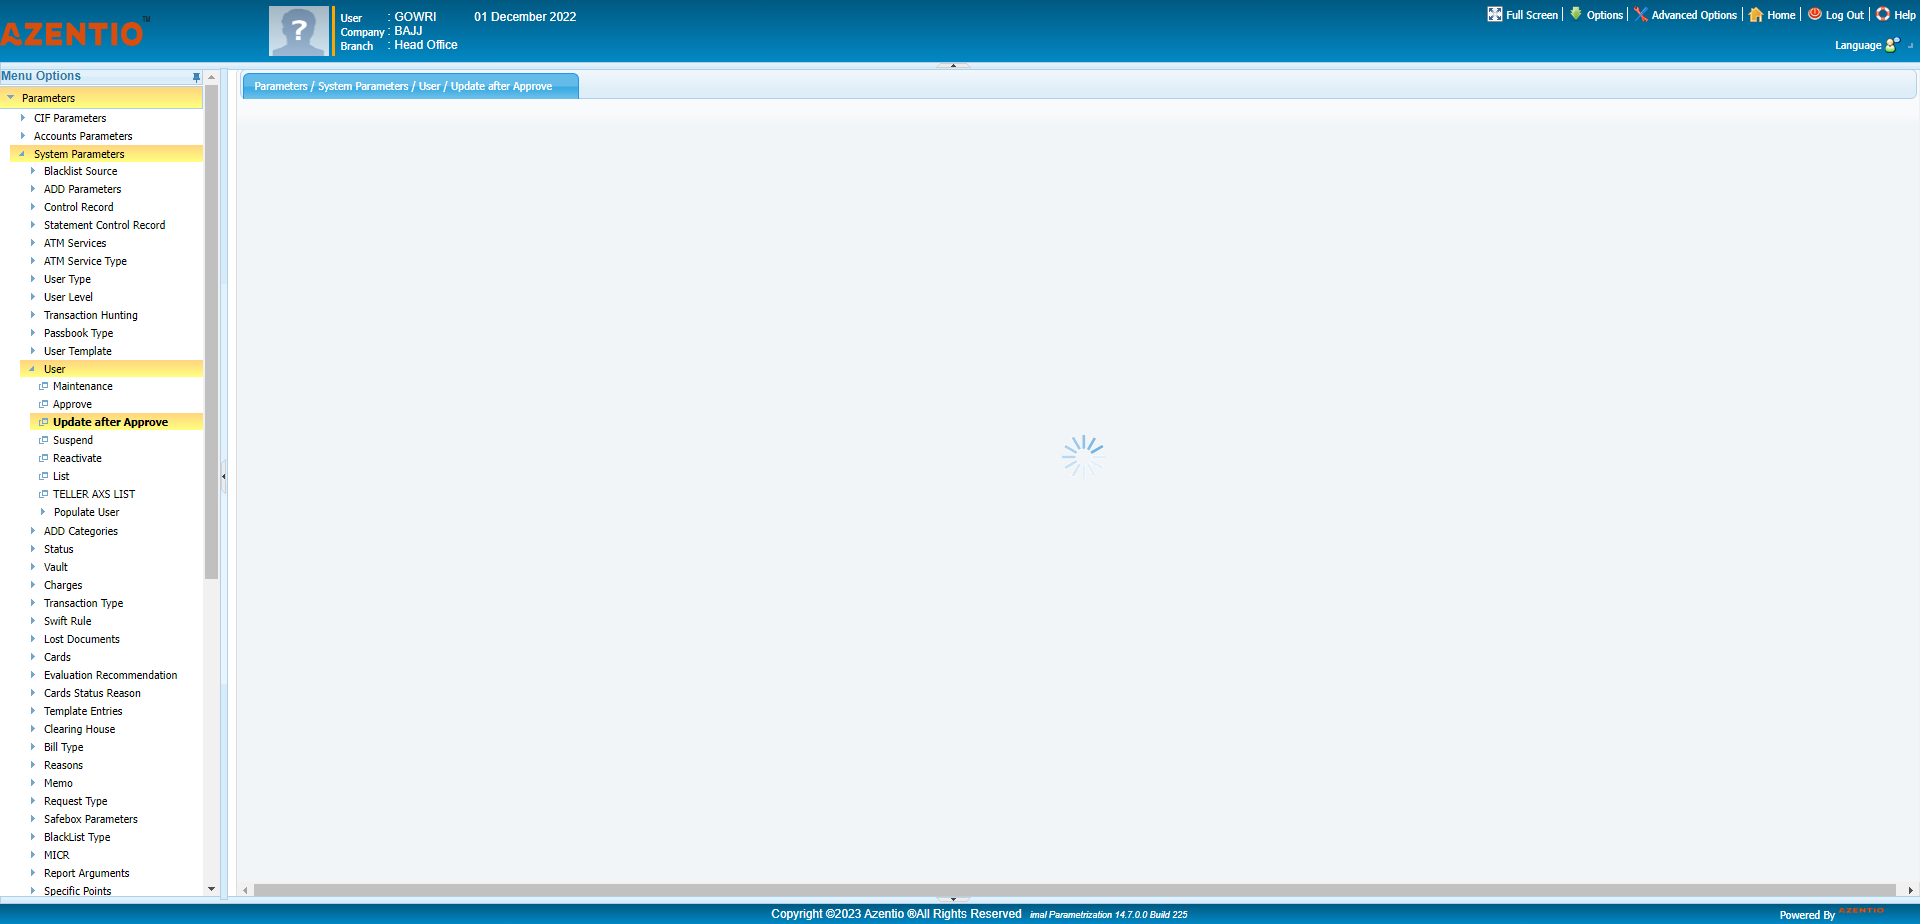 AZENTIO™
User : GOWRI 01 December 2022
Company : BAJJ
Branch : Head Office
Full Screen Options Advanced Options Home Log Out Help
Language
Menu Options
Parameters
CIF Parameters
Accounts Parameters
System Parameters
Blacklist Source
ADD Parameters
Control Record
Statement Control Record
ATM Services
ATM Service Type
User Type
User Level
Transaction Hunting
Passbook Type
User Template
User
Maintenance
Approve
Update after Approve
Suspend
Reactivate
List
TELLER AXS LIST
Populate User
ADD Categories
Status
Vault
Charges
Transaction Type
Swift Rule
Lost Documents
Cards
Evaluation Recommendation
Cards Status Reason
Template Entries
Clearing House
Bill Type
Reasons
Memo
Request Type
Safebox Parameters
BlackList Type
MICR
Report Arguments
Specific Points
Parameters / System Parameters / User / Update after Approve
Copyright ©2023 Azentio ®All Rights Reserved imal Parametrization 14.7.0.0 Build 225
Powered By AZENTIO